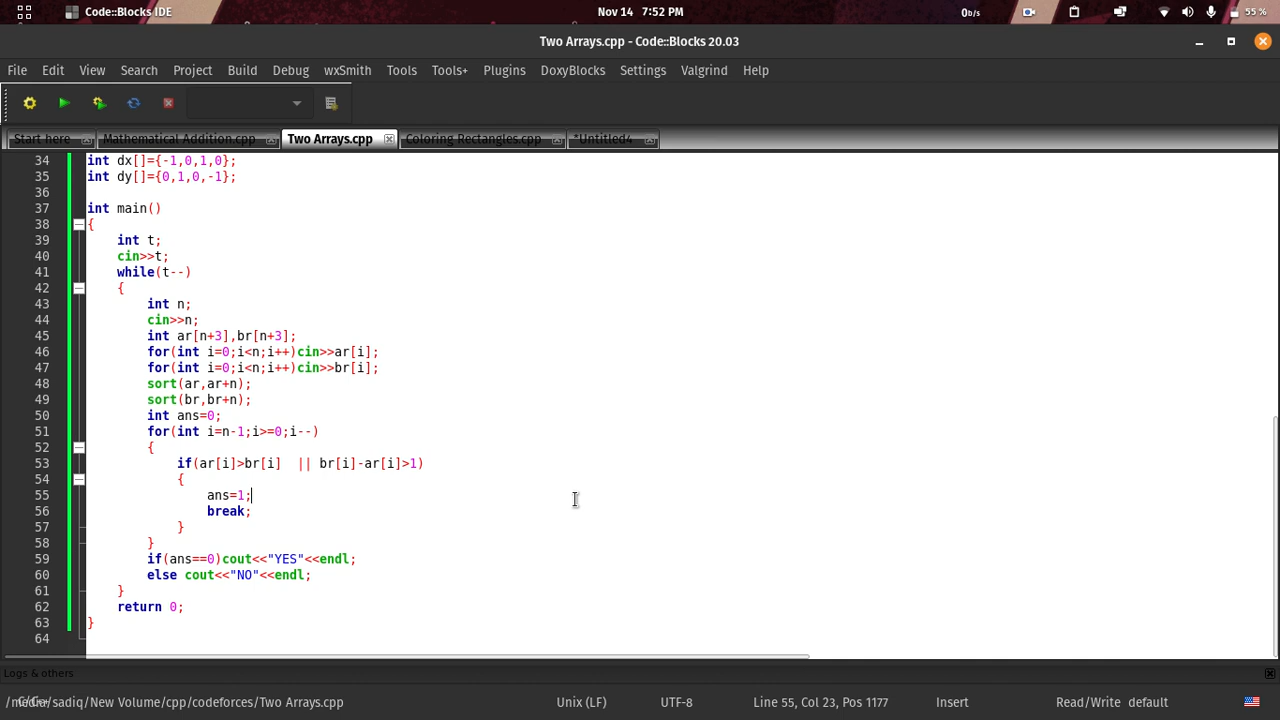 Code::Blocks IDE
Nov 14 7:52 PM
0b/s
55 %
Two Arrays.cpp - Code::Blocks 20.03
File Edit View Search Project Build Debug wxSmith Tools Tools+ Plugins DoxyBlocks Settings Valgrind Help
Start here Mathematical Addition.cpp Two Arrays.cpp Coloring Rectangles.cpp *Untitled4
34 int dx[]={-1,0,1,0};
35 int dy[]={0,1,0,-1};
36
37 int main()
38 {
39 int t;
40 cin>>t;
41 while(t--)
42 {
43 int n;
44 cin>>n;
45 int ar[n+3],br[n+3];
46 for(int i=0;i<n;i++)cin>>ar[i];
47 for(int i=0;i<n;i++)cin>>br[i];
48 sort(ar,ar+n);
49 sort(br,br+n);
50 int ans=0;
51 for(int i=n-1;i>=0;i--)
52 {
53 if(ar[i]>br[i]  || br[i]-ar[i]>1)
54 {
55 ans=1;
56 break;
57 }
58 }
59 if(ans==0)cout<<"YES"<<endl;
60 else cout<<"NO"<<endl;
61 }
62 return 0;
63 }
64
Logs & others
/media/sadiq/New Volume/cpp/codeforces/Two Arrays.cpp Unix (LF) UTF-8 Line 55, Col 23, Pos 1177 Insert Read/Write default